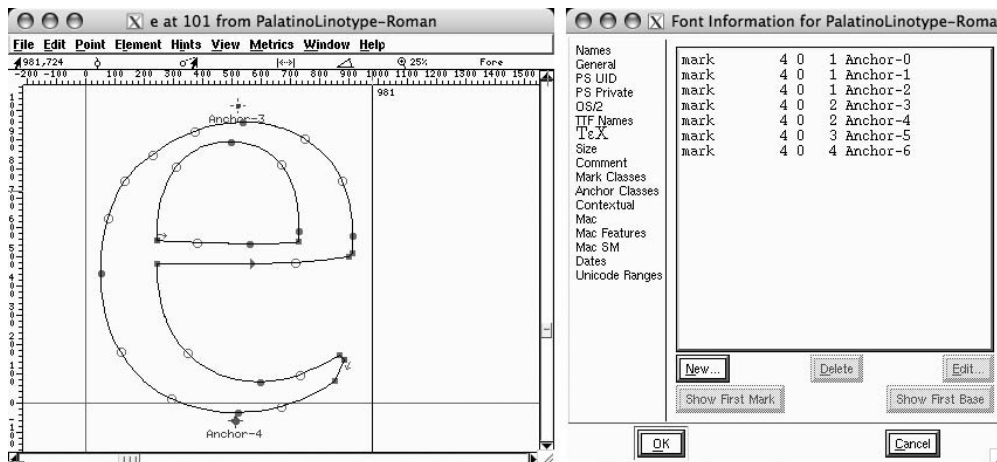 e at 101 from PalatinoLinotype-Roman
File Edit Point Element Hints View Metrics Window Help
981,724 25% Fore
-200 -100 0 100 200 300 400 500 600 700 800 900 1000 1100 1200 1300 1400 1500
981
Anchor-3
Anchor-4
Font Information for PalatinoLinotype-Roma
Names
General
PS UID
PS Private
OS/2
TTF Names
TεX
Size
Comment
Mark Classes
Anchor Classes
Contextual
Mac
Mac Features
Mac SM
Dates
Unicode Ranges
mark 4 0 1 Anchor-0
mark 4 0 1 Anchor-1
mark 4 0 1 Anchor-2
mark 4 0 2 Anchor-3
mark 4 0 2 Anchor-4
mark 4 0 3 Anchor-5
mark 4 0 4 Anchor-6
New... Delete Edit...
Show First Mark Show First Base
OK Cancel